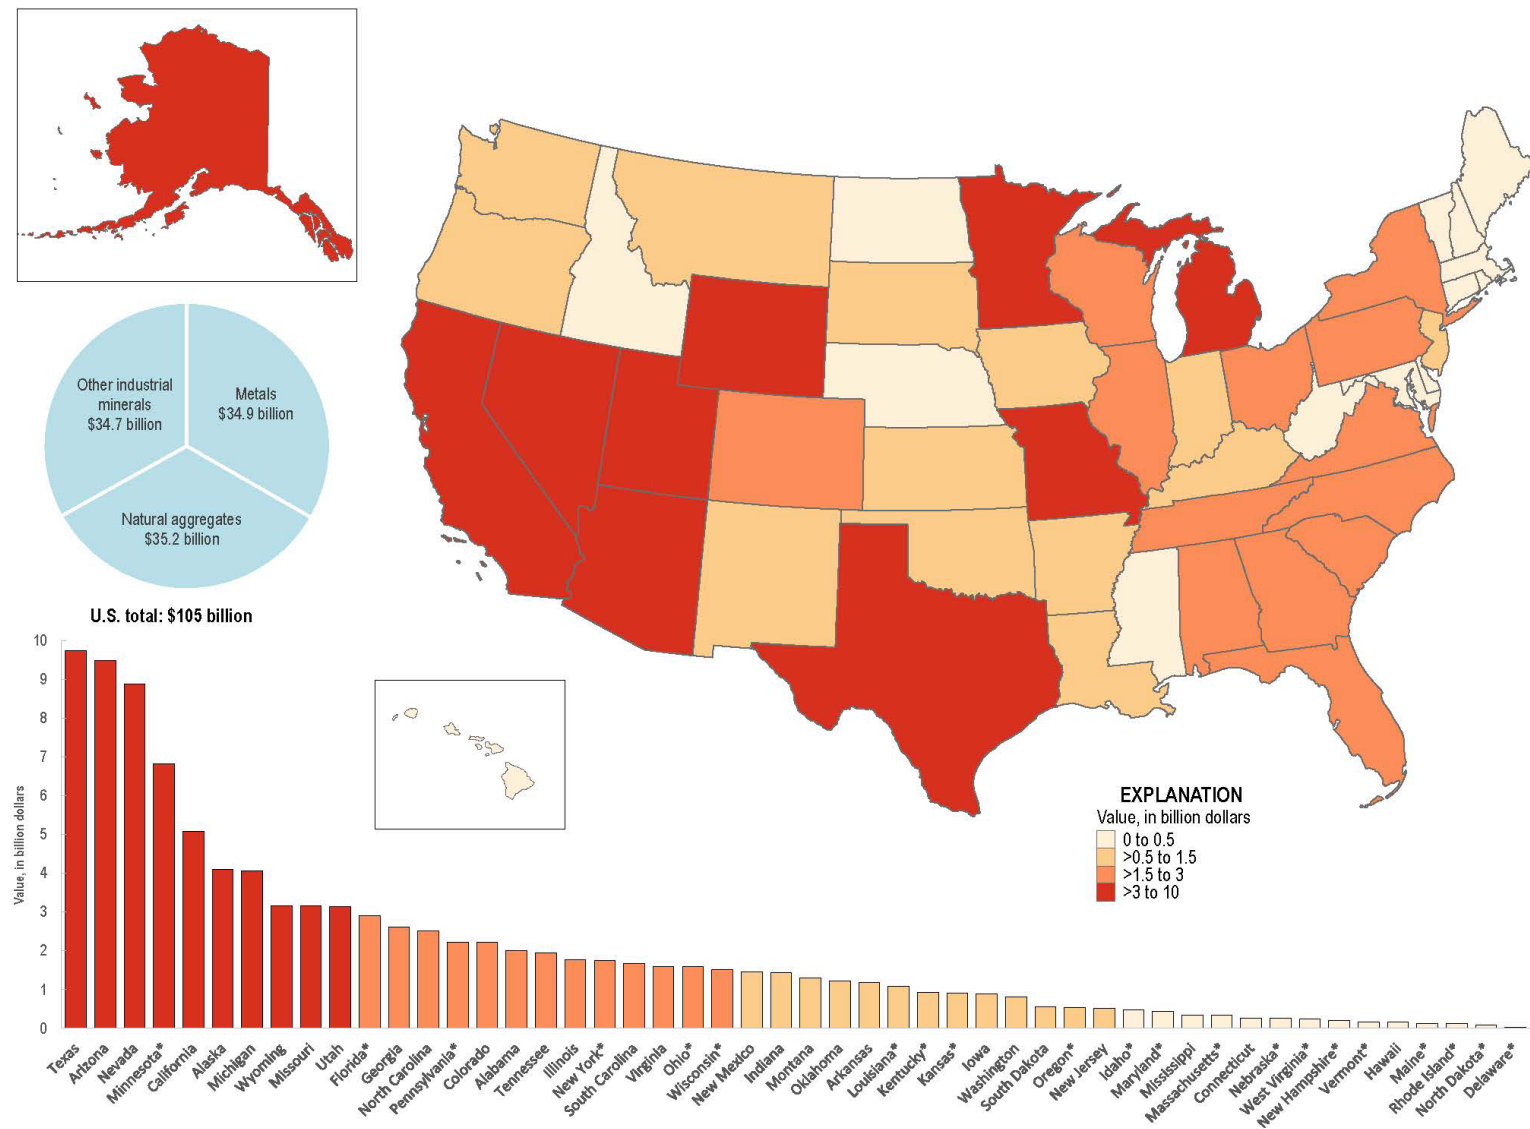 Other industrial
minerals
$34.7 billion
Metals
$34.9 billion
Natural aggregates
$35.2 billion
U.S. total: $105 billion
EXPLANATION
Value, in billion dollars
0 to 0.5
>0.5 to 1.5
>1.5 to 3
>3 to 10
Value, in billion dollars
10
9
8
7
6
5
4
3
2
1
0
Texas
Arizona
Nevada
Minnesota*
California
Alaska
Michigan
Wyoming
Missouri
Utah
Florida*
Georgia
North Carolina
Pennsylvania*
Colorado
Alabama
Tennessee
Illinois
New York*
South Carolina
Virginia
Ohio*
Wisconsin*
New Mexico
Indiana
Montana
Oklahoma
Arkansas
Louisiana*
Kentucky*
Kansas*
Iowa
Washington
South Dakota
Oregon*
New Jersey
Idaho*
Maryland*
Mississippi
Massachusetts*
Connecticut
Nebraska*
West Virginia*
New Hampshire*
Vermont*
Hawaii
Maine*
Rhode Island*
North Dakota*
Delaware*